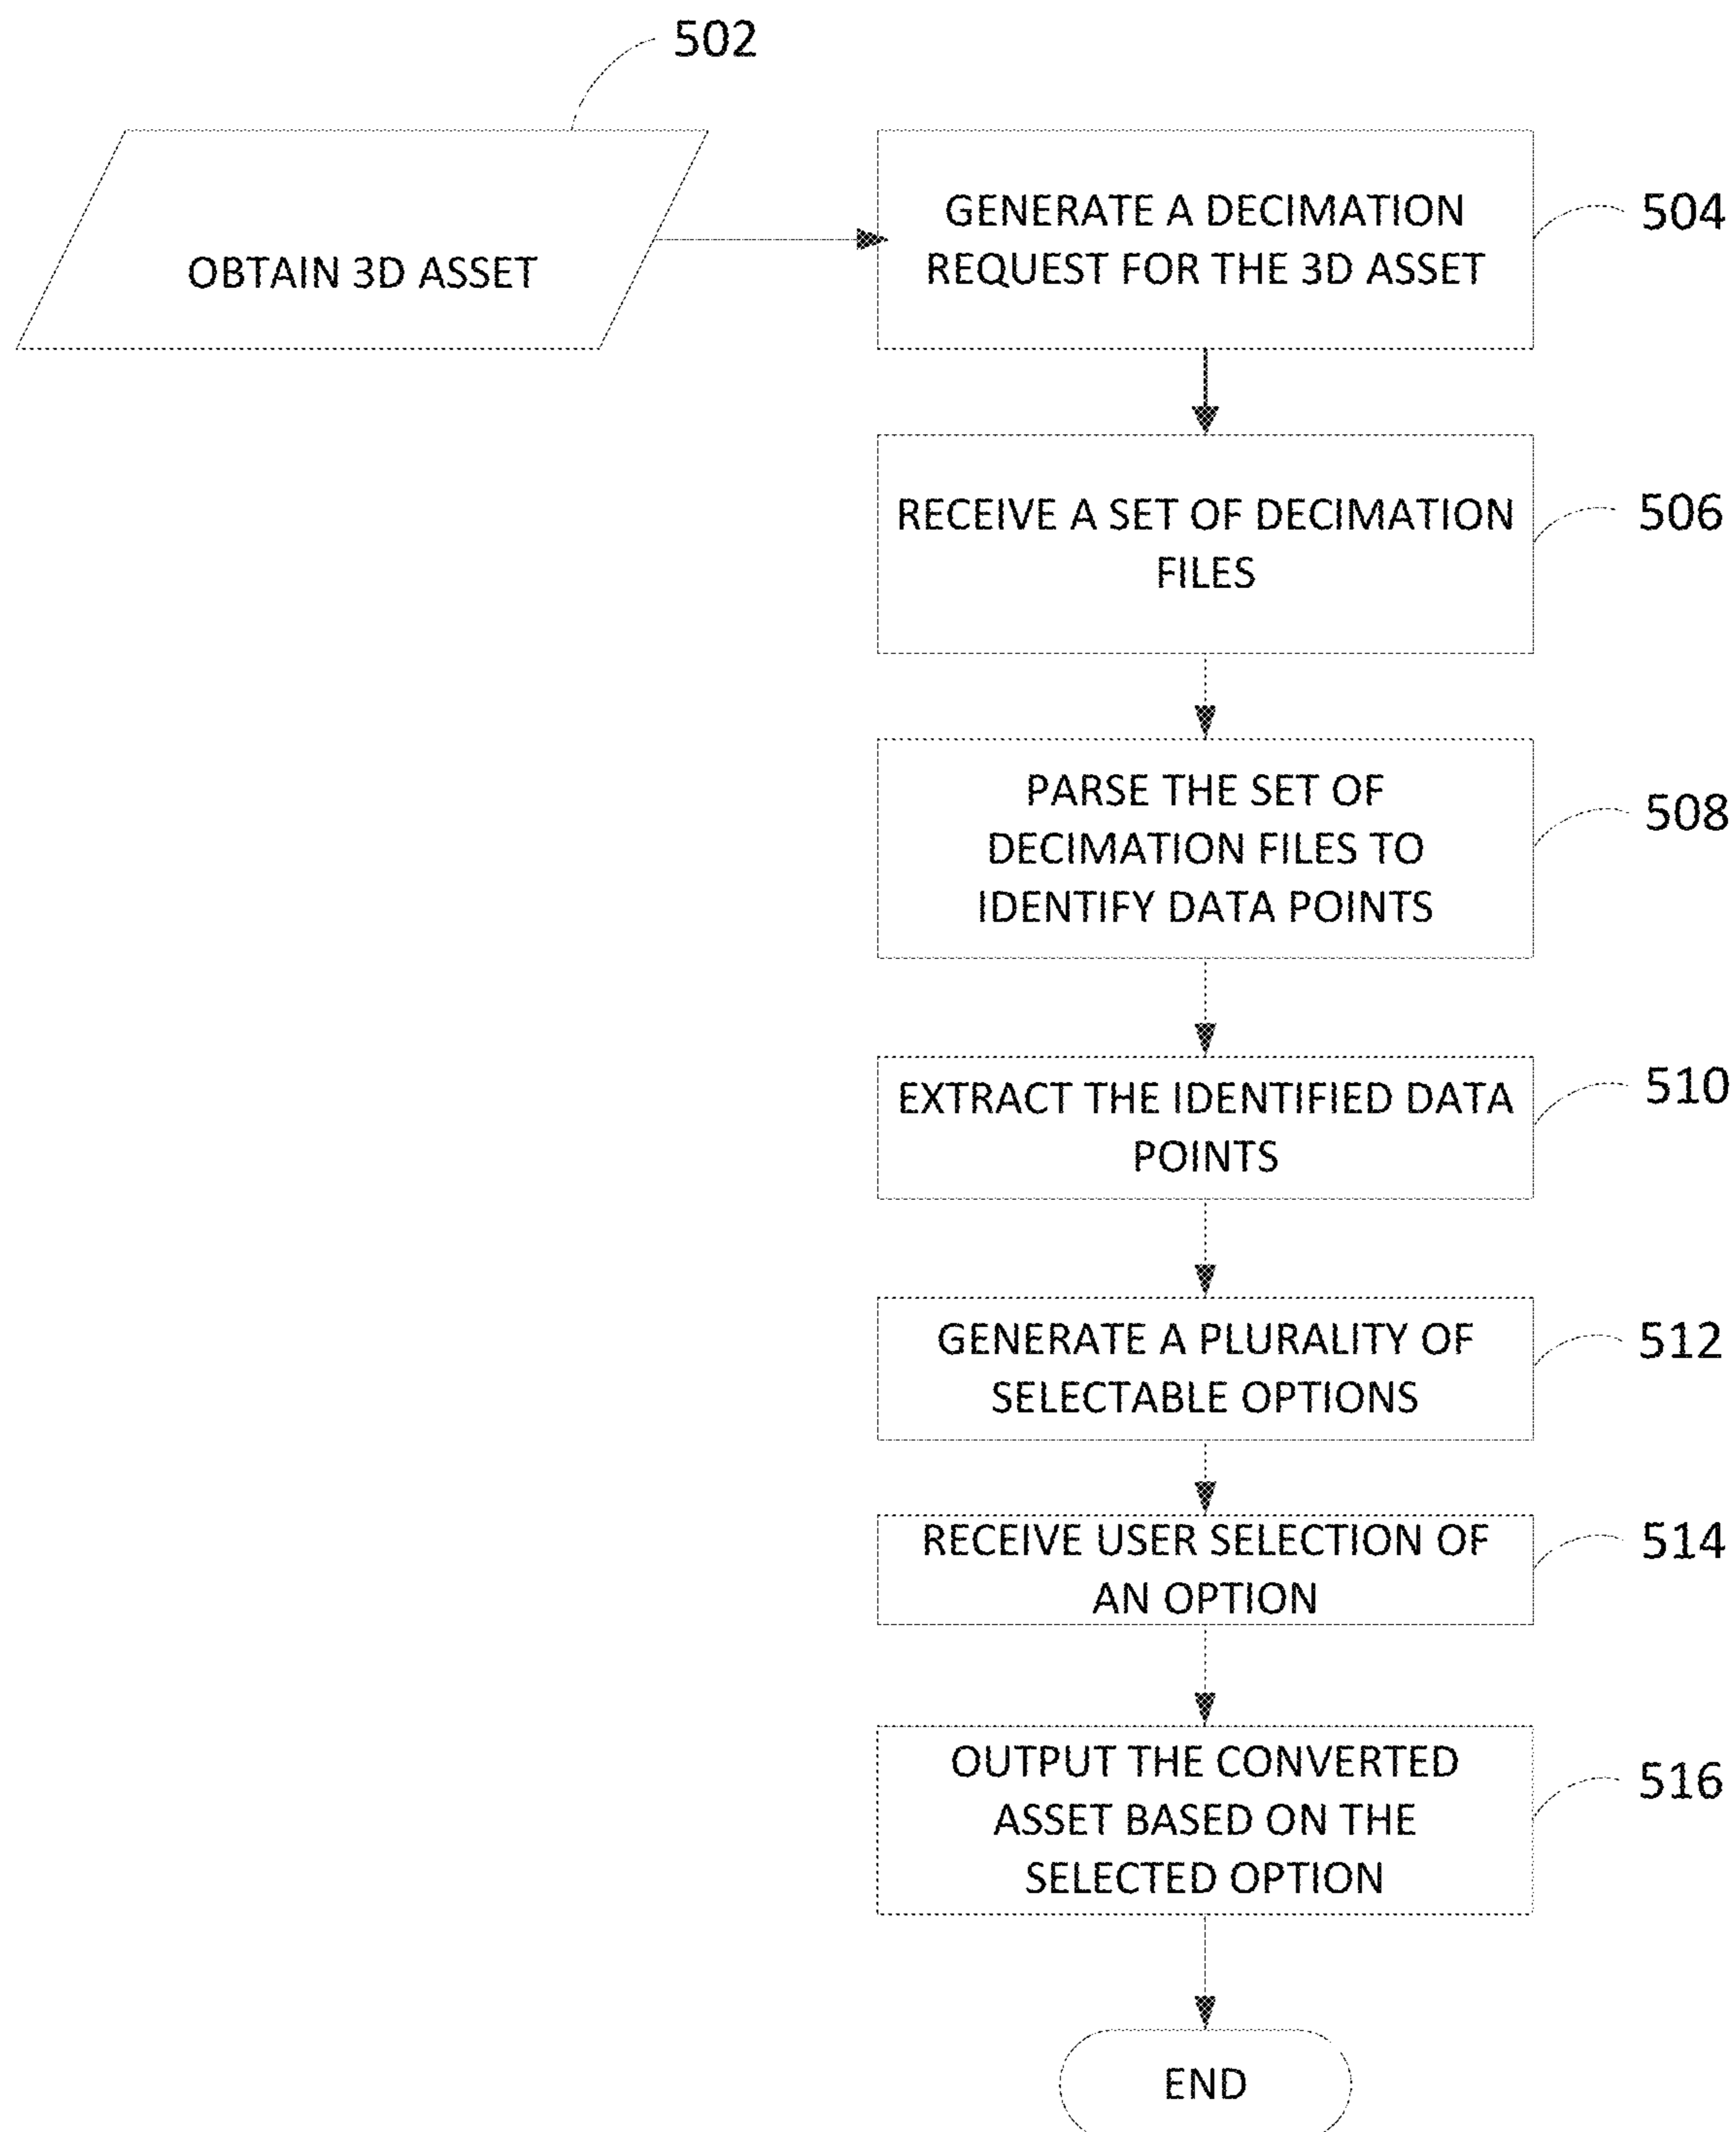 502
OBTAIN 3D ASSET
GENERATE A DECIMATION
REQUEST FOR THE 3D ASSET
504
RECEIVE A SET OF DECIMATION
FILES
506
PARSE THE SET OF
DECIMATION FILES TO
IDENTIFY DATA POINTS
508
EXTRACT THE IDENTIFIED DATA
POINTS
510
GENERATE A PLURALITY OF
SELECTABLE OPTIONS
512
RECEIVE USER SELECTION OF
AN OPTION
514
OUTPUT THE CONVERTED
ASSET BASED ON THE
SELECTED OPTION
516
END